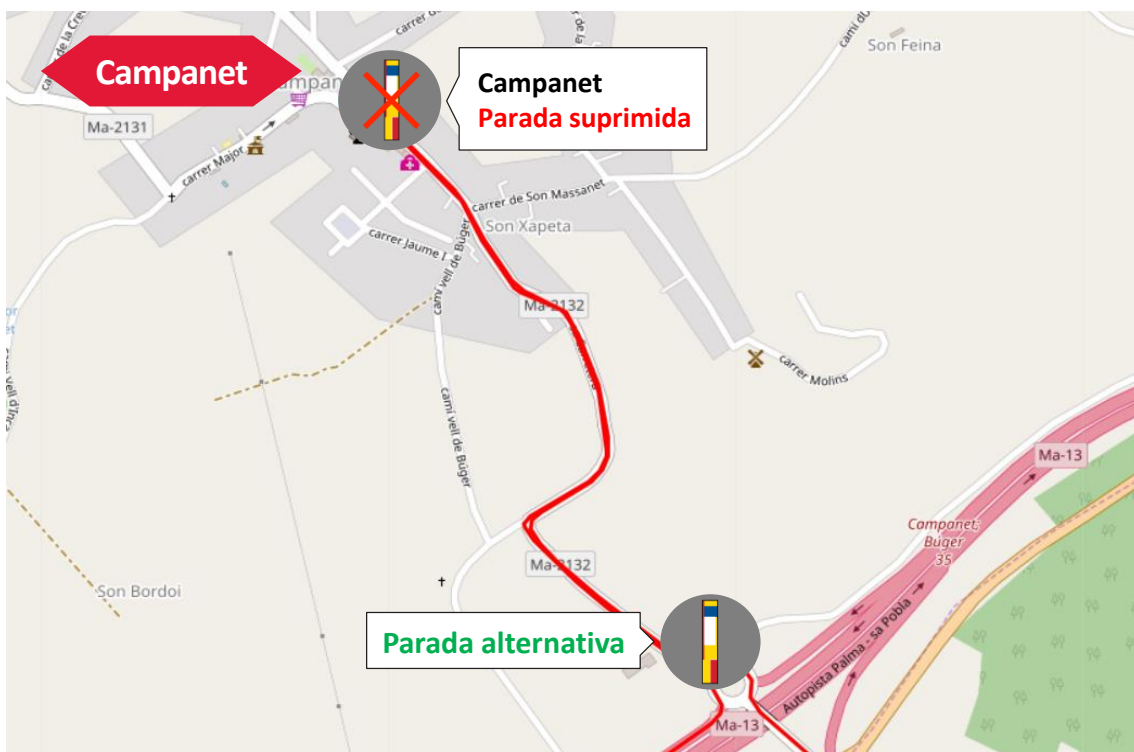 Campanet
Campanet
Parada suprimida
Son Feina
Ma-2131
carrer Major
carrer de Son Massanet
Son Xapeta
carrer Jaume I
camí vell de Búger
Ma-2132
carrer Molins
camí vell de Búger
Ma-13
Campanet;
Búger
35
Ma-2132
Son Bordoi
Parada alternativa
Autopista Palma - sa Pobla
Ma-13